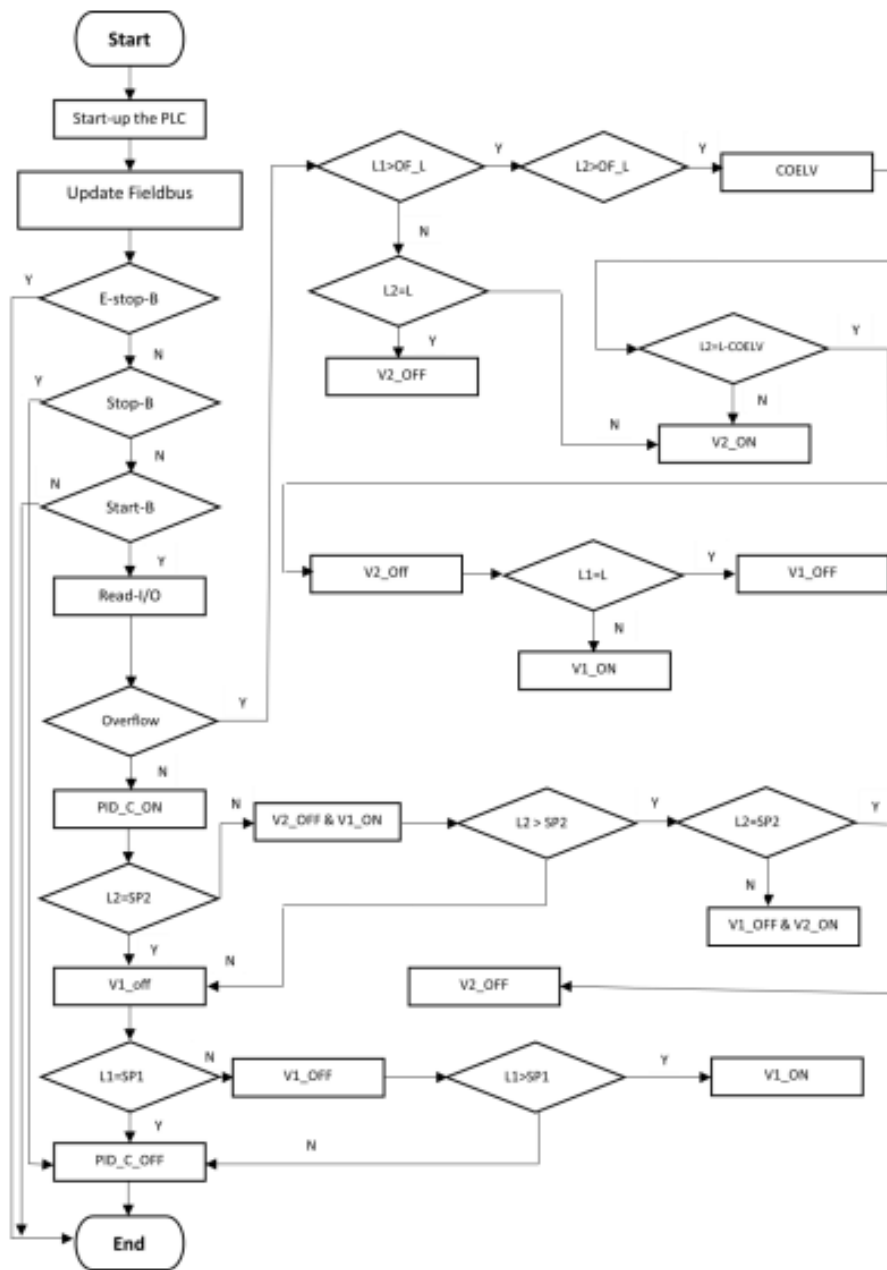 Start
Start-up the PLC
Update Fieldbus
Y
E-stop-B
N
Y
Stop-B
N
N
Start-B
Y
Read-I/O
Overflow
Y
N
PID_C_ON
L2=SP2
N
Y
V1_off
L1=SP1
N
Y
PID_C_OFF
End
L1>OF_L
Y
L2>OF_L
Y
COELV
N
L2=L
Y
V2_OFF
N
L2=L-COELV
Y
N
V2_ON
V2_Off
L1=L
Y
V1_OFF
N
V1_ON
V2_OFF & V1_ON
L2 > SP2
Y
L2=SP2
Y
N
V1_OFF & V2_ON
N
V2_OFF
V1_OFF
L1>SP1
Y
V1_ON
N